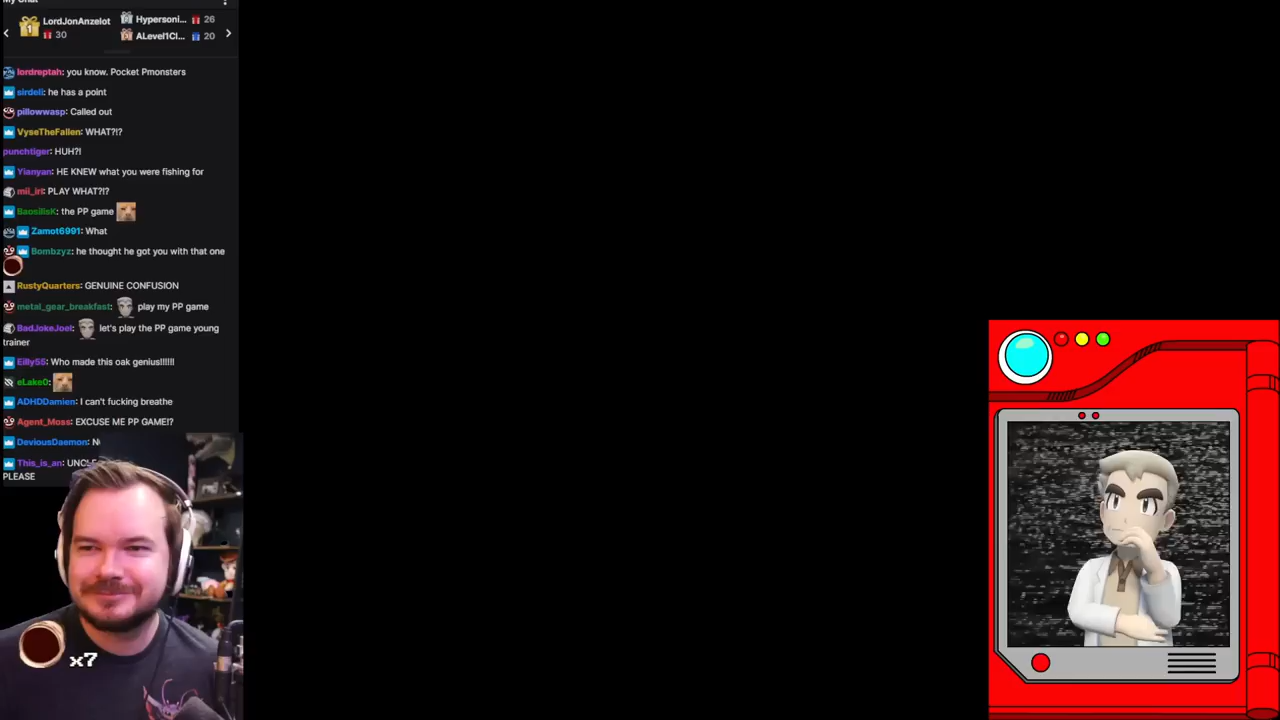 LordJonAnzelot
30
Hypersoni... 26
ALevel1Cl... 20
lordreptah: you know. Pocket Pmonsters
sirdeli: he has a point
pillowwasp: Called out
VyseTheFallen: WHAT?!?
punchtiger: HUH?!
Yianyan: HE KNEW what you were fishing for
mii_irl: PLAY WHAT?!?
BaosilisK: the PP game
Zamot6991: What
Bombzyz: he thought he got you with that one
RustyQuarters: GENUINE CONFUSION
metal_gear_breakfast: play my PP game
BadJokeJoel: let's play the PP game young
trainer
Eilly55: Who made this oak genius!!!!!!
eLake0:
ADHDDamien: I can't fucking breathe
Agent_Moss: EXCUSE ME PP GAME!?
DeviousDaemon:
This_is_an:
PLEASE
x7